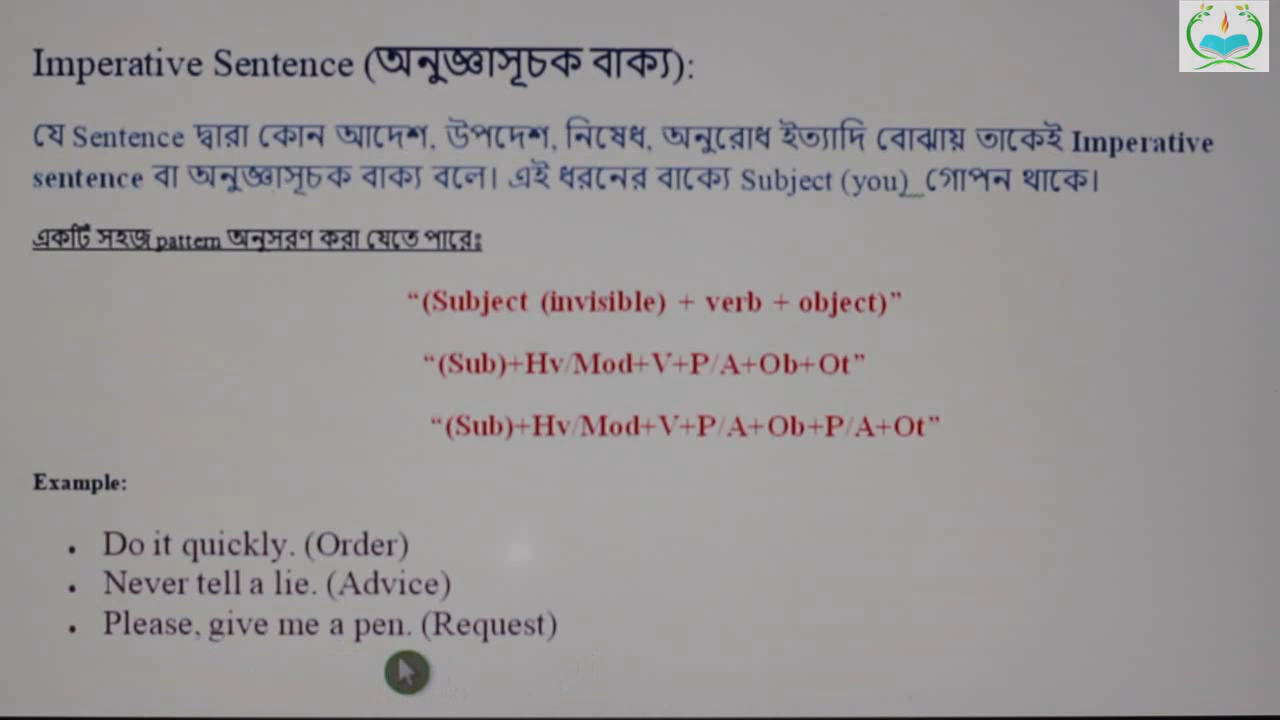 Imperative Sentence (অনুজ্ঞাসূচক বাক্য):
যে Sentence দ্বারা কোন আদেশ, উপদেশ, নিষেধ, অনুরোধ ইত্যাদি বোঝায় তাকেই Imperative
sentence বা অনুজ্ঞাসূচক বাক্য বলে। এই ধরনের বাক্যে Subject (you)_গোপন থাকে।
একটি সহজ pattern অনুসরণ করা যেতে পারেঃ
“(Subject (invisible) + verb + object)”
“(Sub)+Hv/Mod+V+P/A+Ob+Ot”
“(Sub)+Hv/Mod+V+P/A+Ob+P/A+Ot”
Example:
• Do it quickly. (Order)
• Never tell a lie. (Advice)
• Please, give me a pen. (Request)